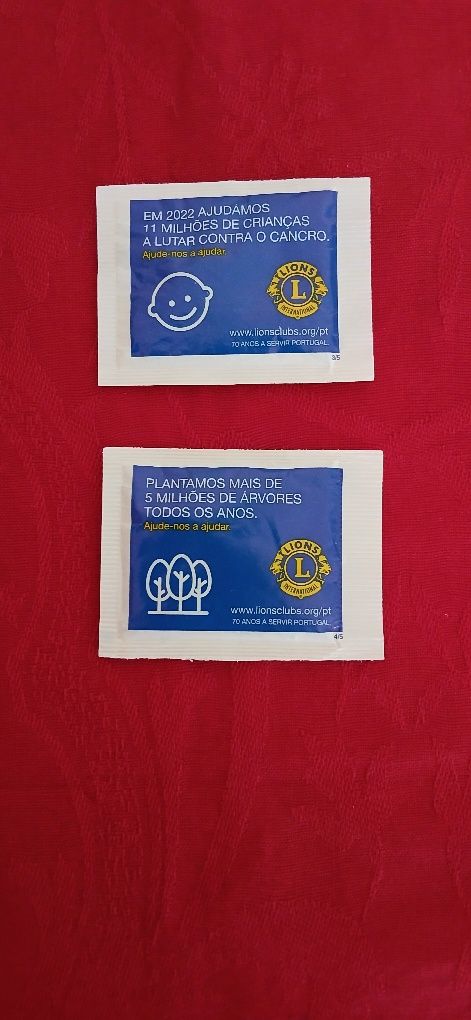 EM 2022 AJUDAMOS
11 MILHÕES DE CRIANÇAS
A LUTAR CONTRA O CANCRO.
Ajude-nos a ajudar.
LIONS
L
INTERNATIONAL
www.lionsclubs.org/pt
70 ANOS A SERVIR PORTUGAL.
3/5
PLANTAMOS MAIS DE
5 MILHÕES DE ÁRVORES
TODOS OS ANOS.
Ajude-nos a ajudar.
LIONS
L
INTERNATIONAL
www.lionsclubs.org/pt
70 ANOS A SERVIR PORTUGAL.
4/5